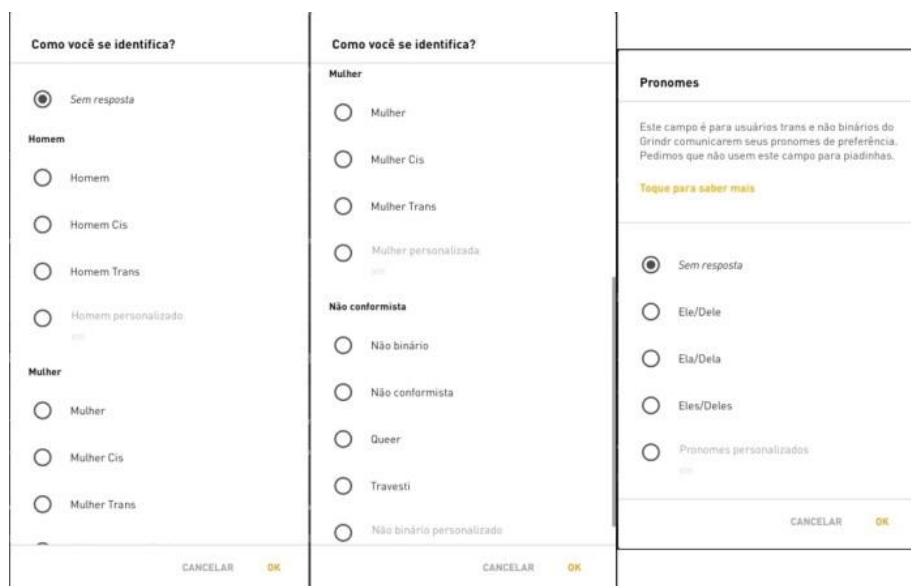 Como você se identifica?
Sem resposta
Homem
Homem
Homem Cis
Homem Trans
Homem personalizado
Mulher
Mulher
Mulher Cis
Mulher Trans
CANCELAR OK
Como você se identifica?
Mulher
Mulher
Mulher Cis
Mulher Trans
Mulher personalizada
Não conformista
Não binário
Não conformista
Queer
Travesti
Não binário personalizado
CANCELAR OK
Pronomes
Este campo é para usuários trans e não binários do
Grindr comunicarem seus pronomes de preferência.
Pedimos que não usem este campo para piadinhas.
Toque para saber mais
Sem resposta
Ele/Dele
Ela/Dela
Eles/Deles
Pronomes personalizados
CANCELAR OK